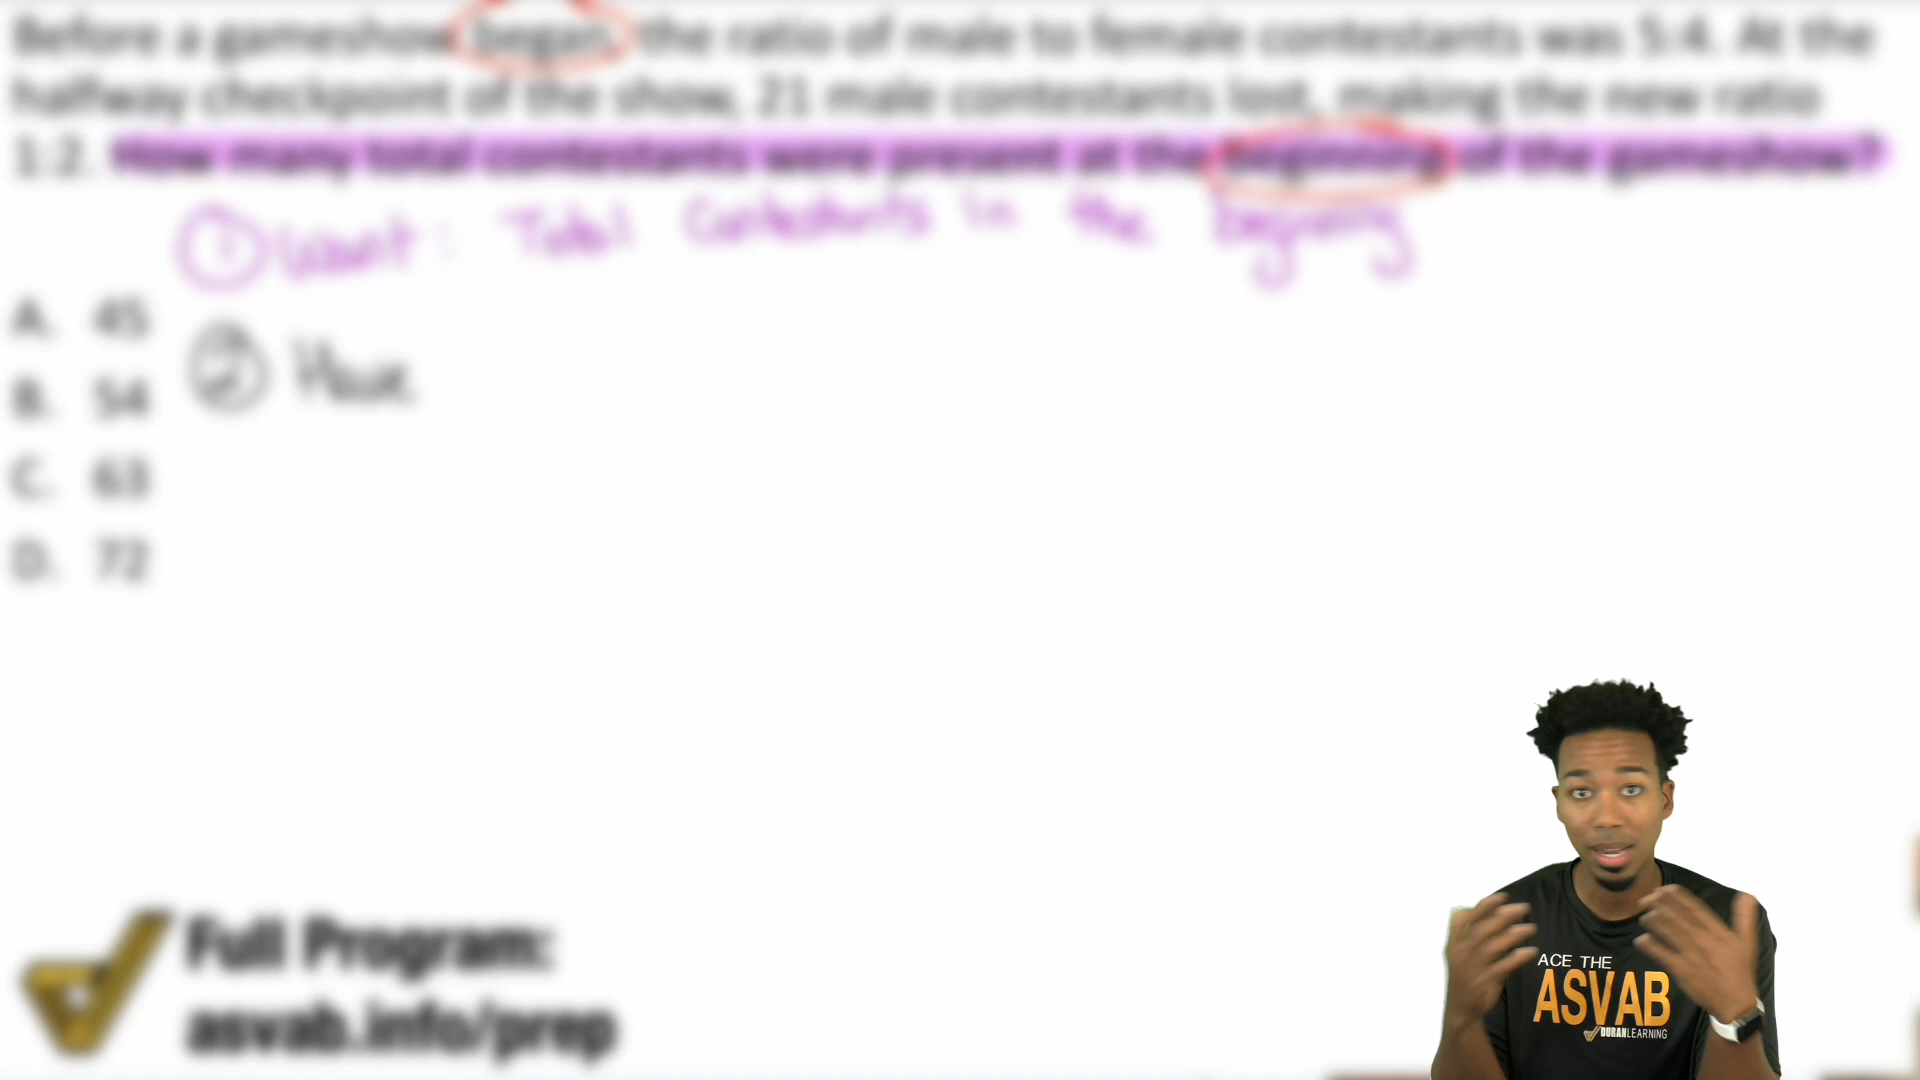 Before a gameshow began, the ratio of male to female contestants was 5:4. At the
halfway checkpoint of the show, 21 male contestants lost, making the new ratio
1:2. How many total contestants were present at the beginning of the gameshow?
① Want: Total Contestants in the begining
A. 45
② Have
B. 54
C. 63
D. 72
Full Program:
asvab.info/prep
ACE THE
ASVAB
DURANLEARNING